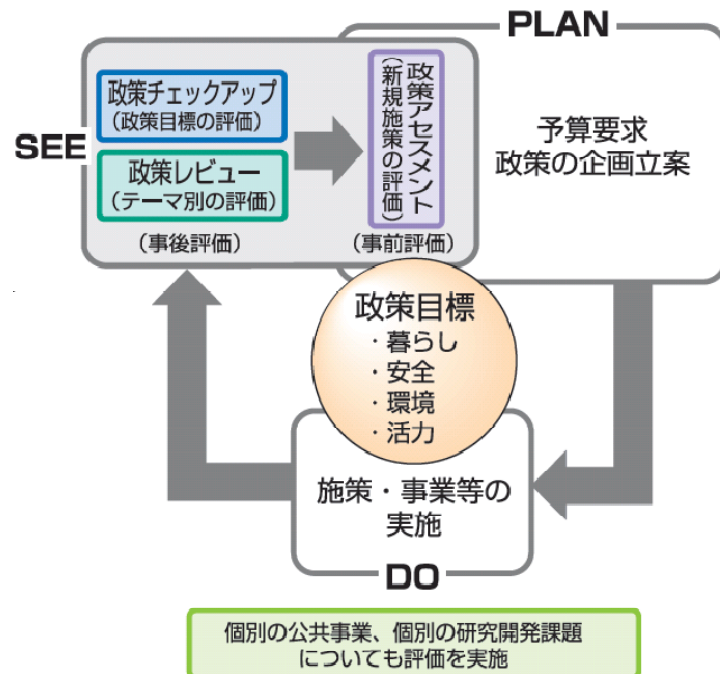 PLAN
SEE
政策チェックアップ
(政策目標の評価)
政策レビュー
(テーマ別の評価)
(事後評価)
政策アセスメント
(新規施策の評価)
(事前評価)
予算要求
政策の企画立案
政策目標
・暮らし
・安全
・環境
・活力
施策・事業等の
実施
DO
個別の公共事業、個別の研究開発課題
についても評価を実施